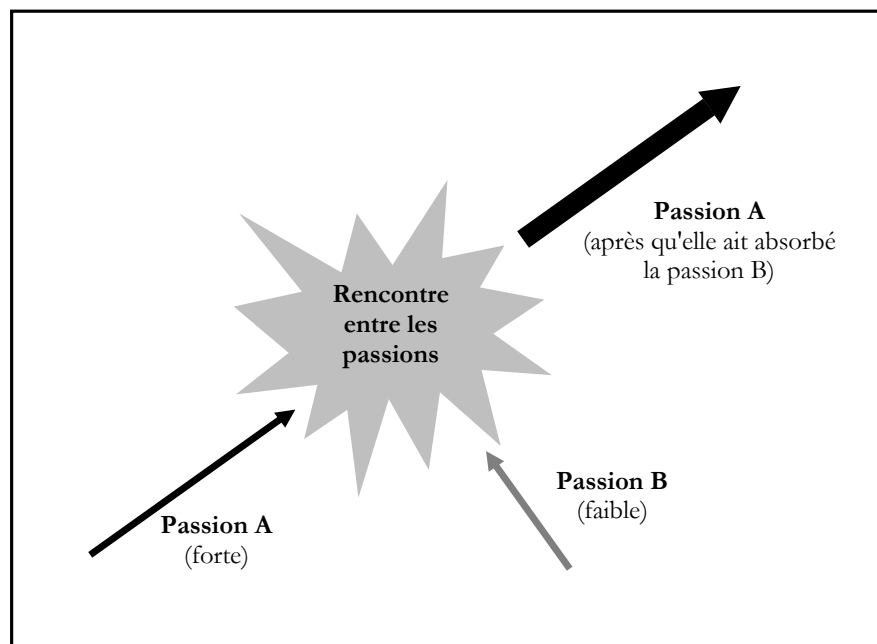 Passion A
(après qu'elle ait absorbé
la passion B)
Rencontre
entre les
passions
Passion B
(faible)
Passion A
(forte)